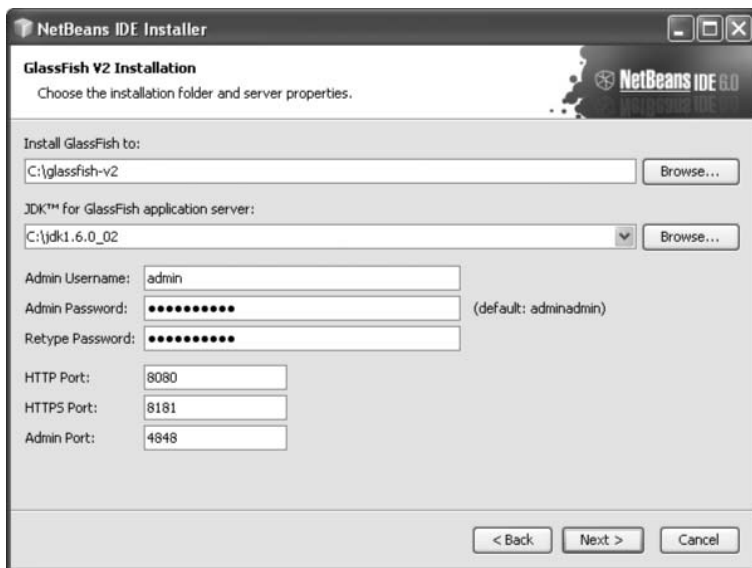 NetBeans IDE Installer
GlassFish V2 Installation
Choose the installation folder and server properties.
NetBeans IDE 6.0
Install GlassFish to:
C:\glassfish-v2
Browse...
JDK™ for GlassFish application server:
C:\jdk1.6.0_02
Browse...
Admin Username: admin
Admin Password: ●●●●●●●●●● (default: adminadmin)
Retype Password: ●●●●●●●●●●
HTTP Port: 8080
HTTPS Port: 8181
Admin Port: 4848
< Back Next > Cancel